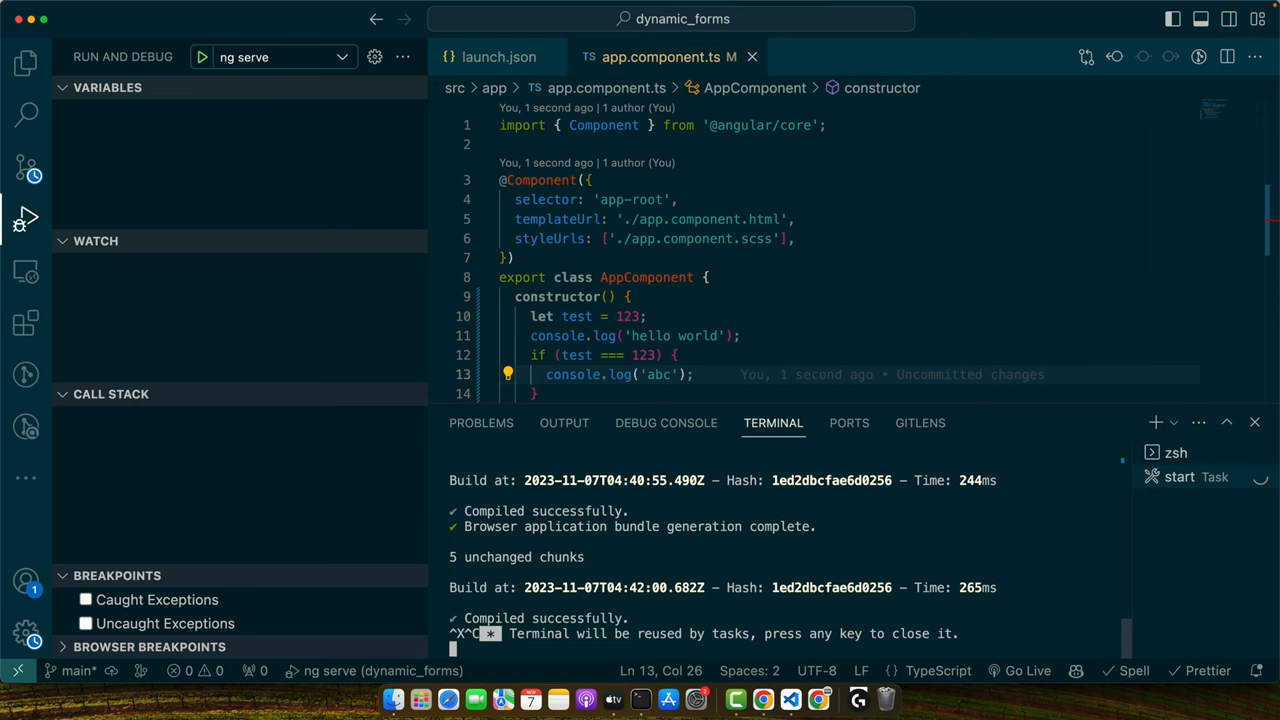 dynamic_forms
RUN AND DEBUG
ng serve
VARIABLES
WATCH
CALL STACK
BREAKPOINTS
Caught Exceptions
Uncaught Exceptions
BROWSER BREAKPOINTS
{} launch.json
TS app.component.ts M
src > app > TS app.component.ts > AppComponent > constructor
You, 1 second ago | 1 author (You)
1 import { Component } from '@angular/core';
2
You, 1 second ago | 1 author (You)
3 @Component({
4 selector: 'app-root',
5 templateUrl: './app.component.html',
6 styleUrls: ['./app.component.scss'],
7 })
8 export class AppComponent {
9 constructor() {
10 let test = 123;
11 console.log('hello world');
12 if (test === 123) {
13 console.log('abc'); You, 1 second ago • Uncommitted changes
14 }
PROBLEMS OUTPUT DEBUG CONSOLE TERMINAL PORTS GITLENS
Build at: 2023-11-07T04:40:55.490Z - Hash: 1ed2dbcfae6d0256 - Time: 244ms
✔ Compiled successfully.
✔ Browser application bundle generation complete.
5 unchanged chunks
Build at: 2023-11-07T04:42:00.682Z - Hash: 1ed2dbcfae6d0256 - Time: 265ms
✔ Compiled successfully.
^X^C * Terminal will be reused by tasks, press any key to close it.
zsh
start Task
1
main* 0 0 0 ng serve (dynamic_forms) Ln 13, Col 26 Spaces: 2 UTF-8 LF {} TypeScript Go Live Spell Prettier
NOV
7
tv
3